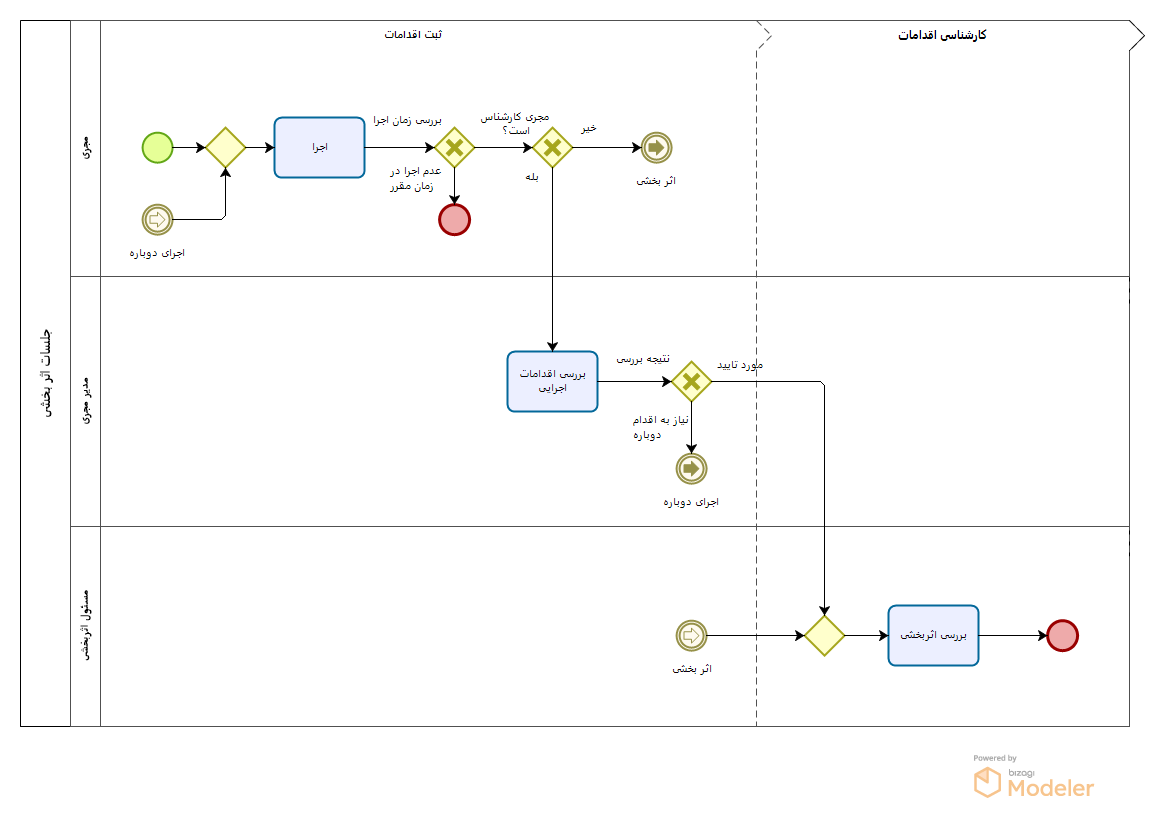 ثبت اقدامات
کارشناسی اقدامات
جلسات اثر بخشی
مجری
اجرا
بررسی زمان اجرا
عدم اجرا در
زمان مقرر
مجری کارشناس
است؟
خیر
بله
اثر بخشی
اجرای دوباره
مدیر مجری
بررسی اقدامات
اجرایی
نتیجه بررسی
مورد تایید
نیاز به اقدام
دوباره
اجرای دوباره
مسئول اثربخشی
اثر بخشی
بررسی اثربخشی
Powered by
bizagi
Modeler